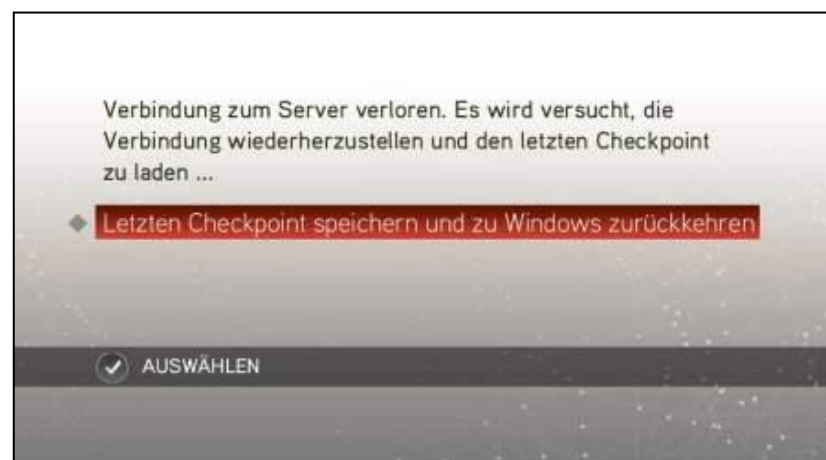 Verbindung zum Server verloren. Es wird versucht, die
Verbindung wiederherzustellen und den letzten Checkpoint
zu laden ...
Letzten Checkpoint speichern und zu Windows zurückkehren
AUSWÄHLEN